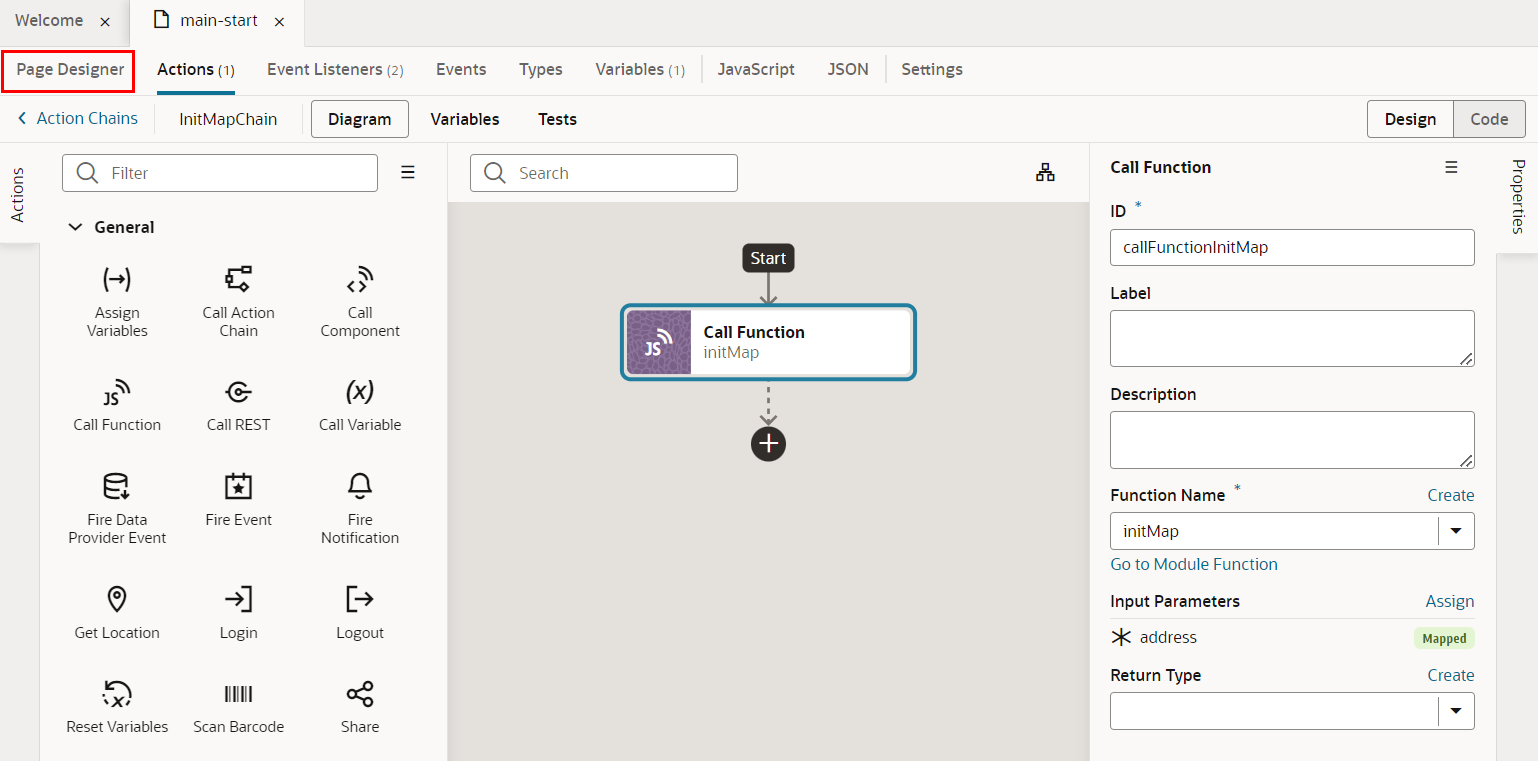 Welcome
main-start
Page Designer Actions (1) Event Listeners (2) Events Types Variables (1) JavaScript JSON Settings
Action Chains InitMapChain Diagram Variables Tests Design Code
Actions
Filter
General
Assign
Variables
Call Action
Chain
Call
Component
JS
Call Function
Call REST
(x)
Call Variable
Fire Data
Provider Event
Fire Event
Fire
Notification
Get Location
Login
Logout
x
Reset Variables
Scan Barcode
Share
Search
Start
JS
Call Function
initMap
Call Function
ID *
callFunctionInitMap
Label
Description
Function Name * Create
initMap
Go to Module Function
Input Parameters Assign
address Mapped
Return Type Create
Properties